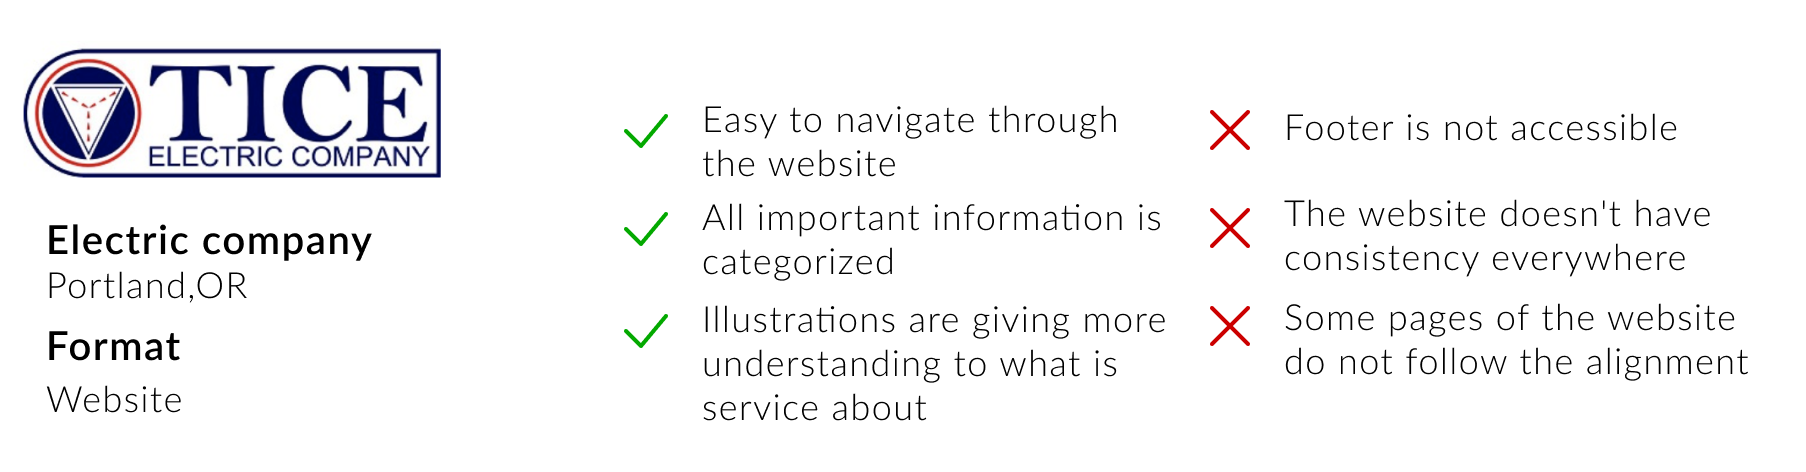 TICE
ELECTRIC COMPANY
Electric company
Portland,OR
Format
Website
Easy to navigate through
the website
All important information is
categorized
Illustrations are giving more
understanding to what is
service about
Footer is not accessible
The website doesn't have
consistency everywhere
Some pages of the website
do not follow the alignment